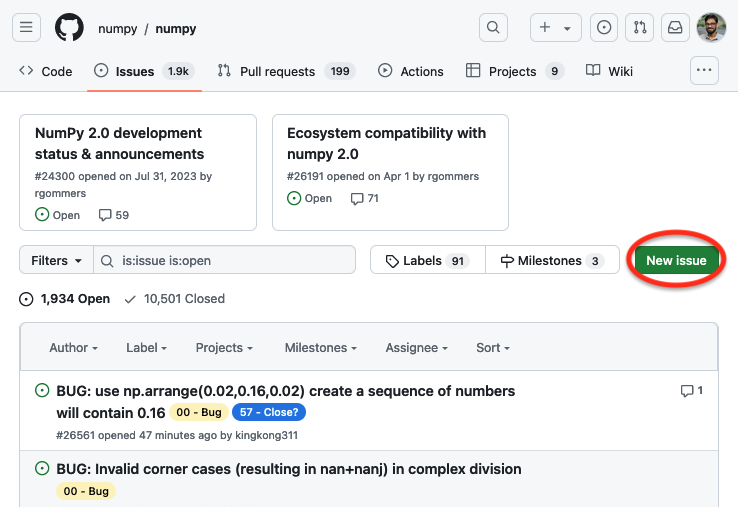 numpy / numpy
Code Issues 1.9k Pull requests 199 Actions Projects 9 Wiki
NumPy 2.0 development
status & announcements
#24300 opened on Jul 31, 2023 by
rgommers
Open 59
Ecosystem compatibility with
numpy 2.0
#26191 opened on Apr 1 by rgommers
Open 71
Filters is:issue is:open Labels 91 Milestones 3 New issue
1,934 Open 10,501 Closed
Author Label Projects Milestones Assignee Sort
BUG: use np.arrange(0.02,0.16,0.02) create a sequence of numbers 1
will contain 0.16 00 - Bug 57 - Close?
#26561 opened 47 minutes ago by kingkong311
BUG: Invalid corner cases (resulting in nan+nanj) in complex division
00 - Bug